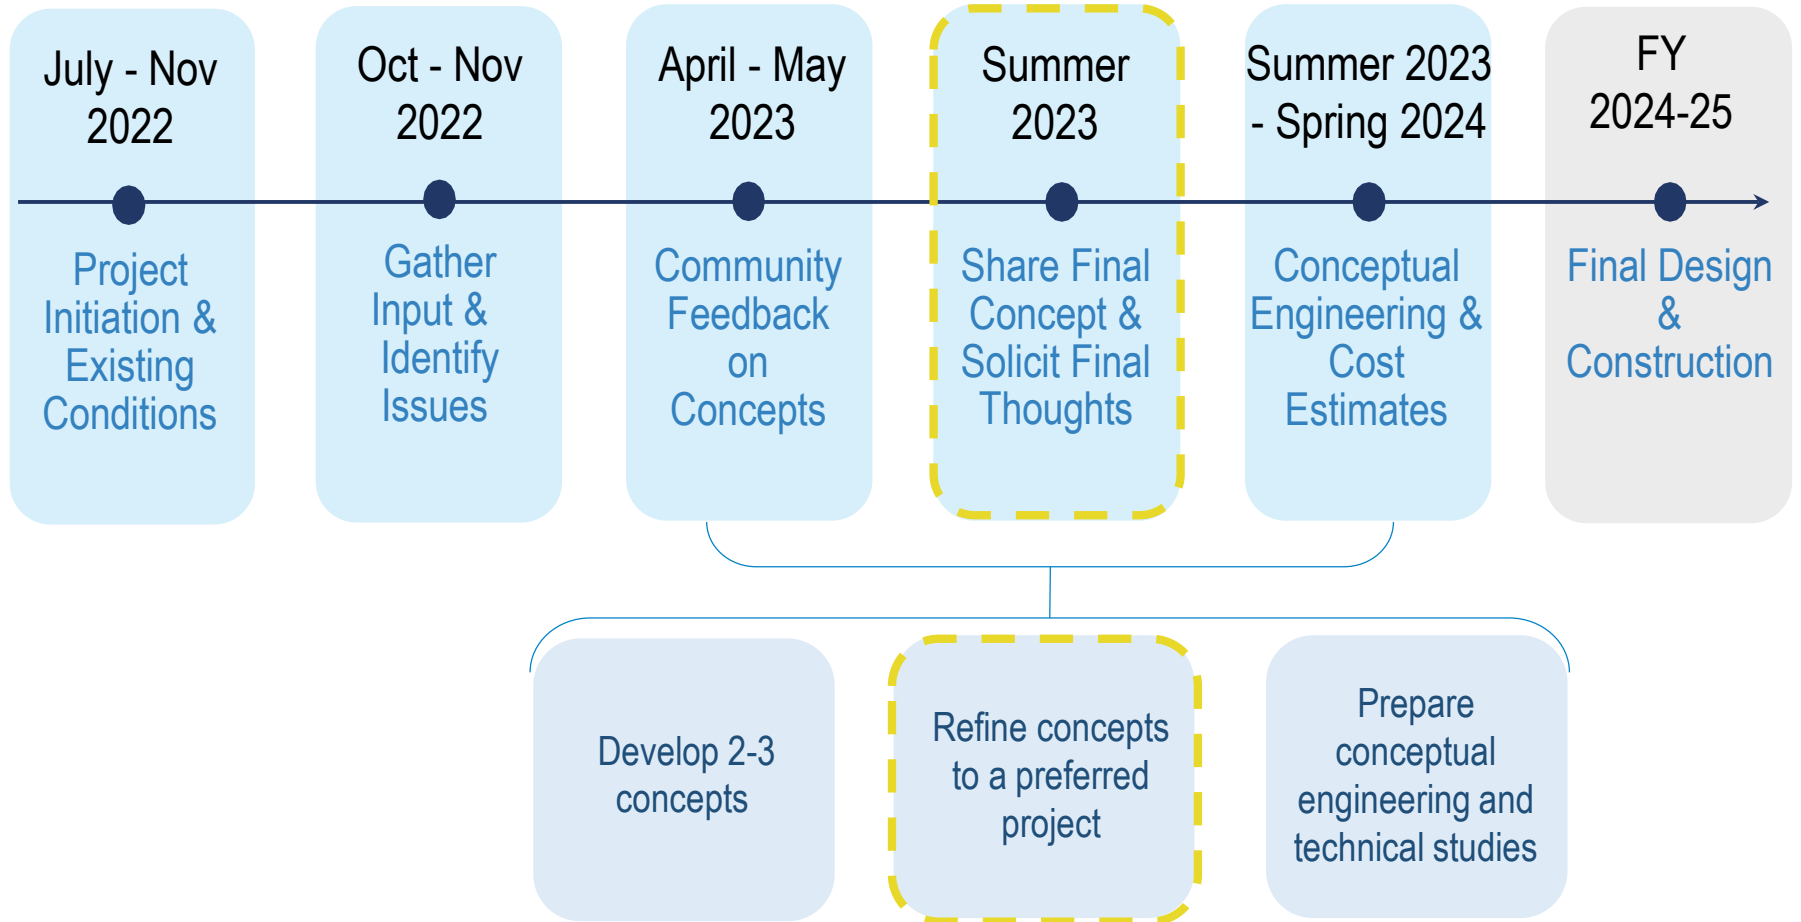 July - Nov
2022
Project
Initiation &
Existing
Conditions
Oct - Nov
2022
Gather
Input &
Identify
Issues
April - May
2023
Community
Feedback
on
Concepts
Summer
2023
Share Final
Concept &
Solicit Final
Thoughts
Summer 2023
- Spring 2024
Conceptual
Engineering &
Cost
Estimates
FY
2024-25
Final Design
&
Construction
Develop 2-3
concepts
Refine concepts
to a preferred
project
Prepare
conceptual
engineering and
technical studies